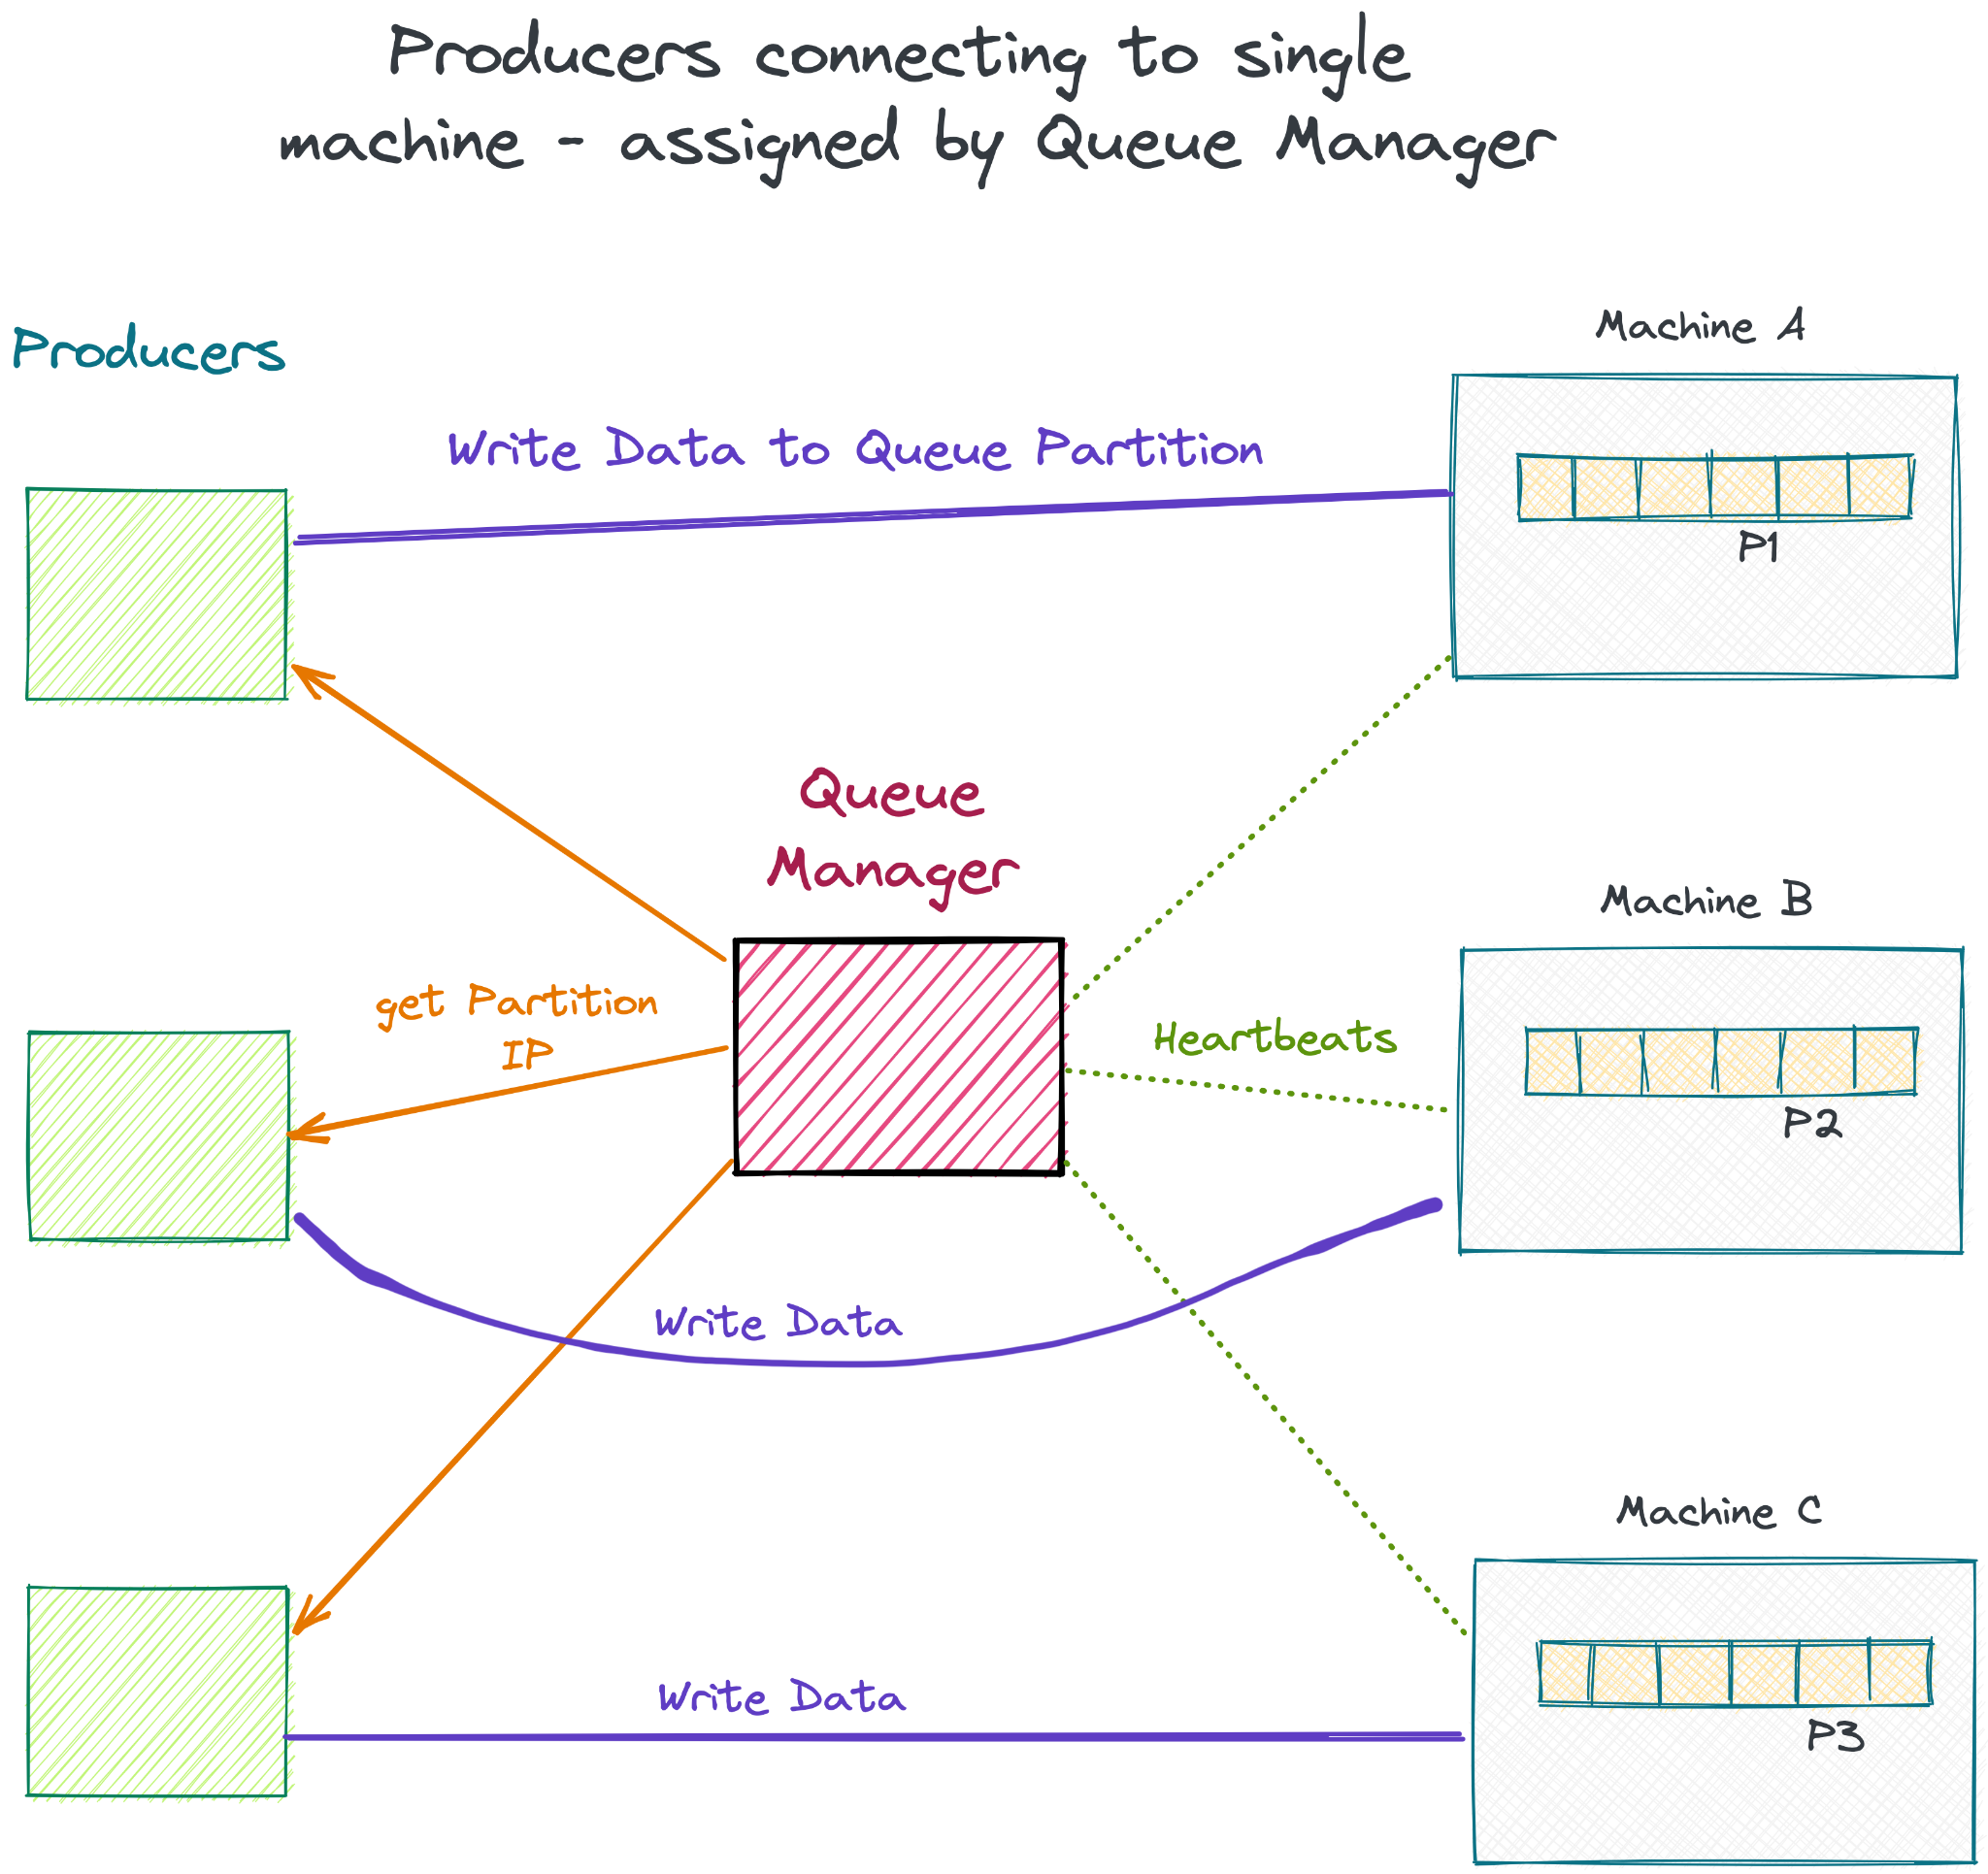 Producers connecting to single
machine - assigned by Queue Manager
Producers
Machine A
Write Data to Queue Partition
P1
Queue
Manager
Machine B
get Partition
IP
Heartbeats
P2
Write Data
Machine C
Write Data
P3